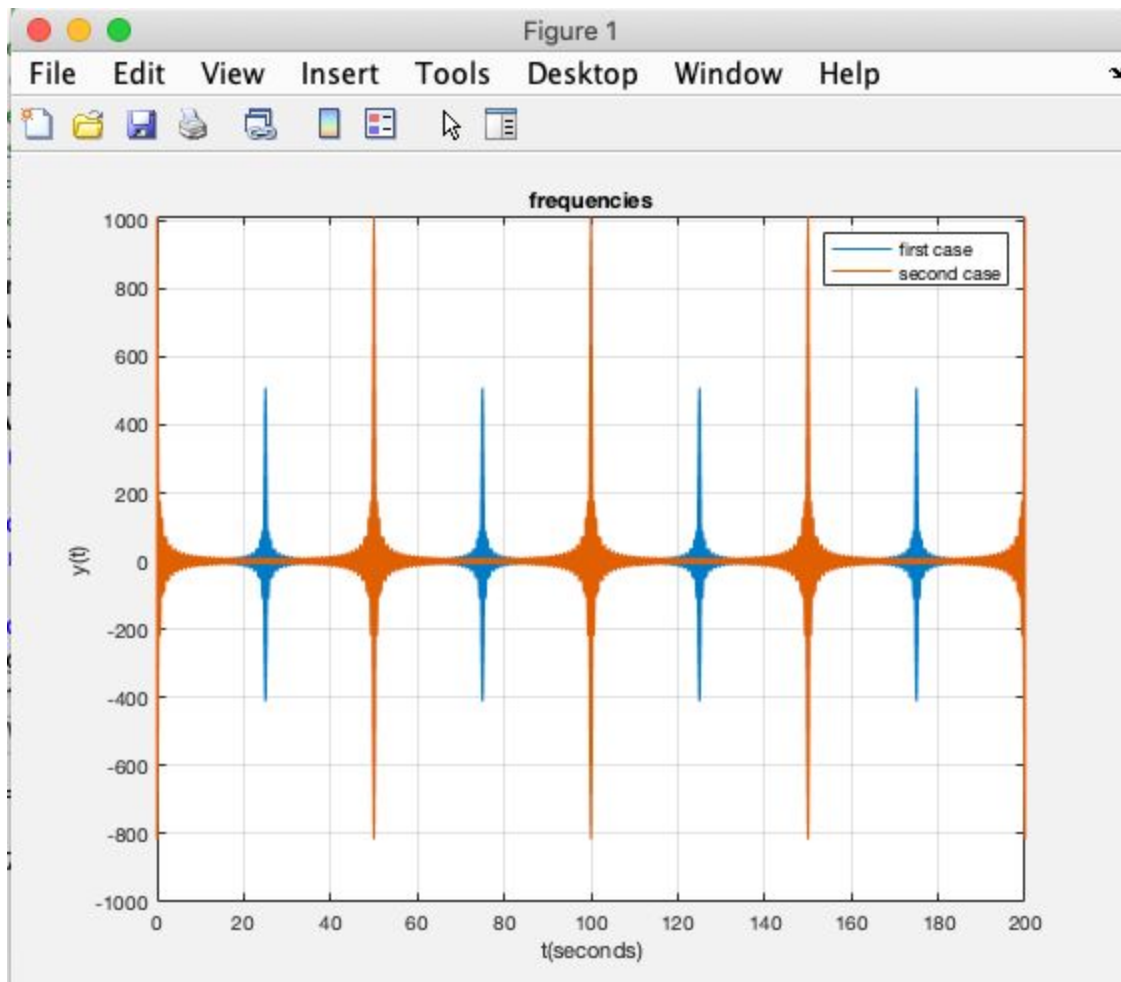 Figure 1
File Edit View Insert Tools Desktop Window Help
frequencies
first case
second case
1000
800
600
400
200
0
-200
-400
-600
-800
-1000
y(t)
0 20 40 60 80 100 120 140 160 180 200
t(seconds)